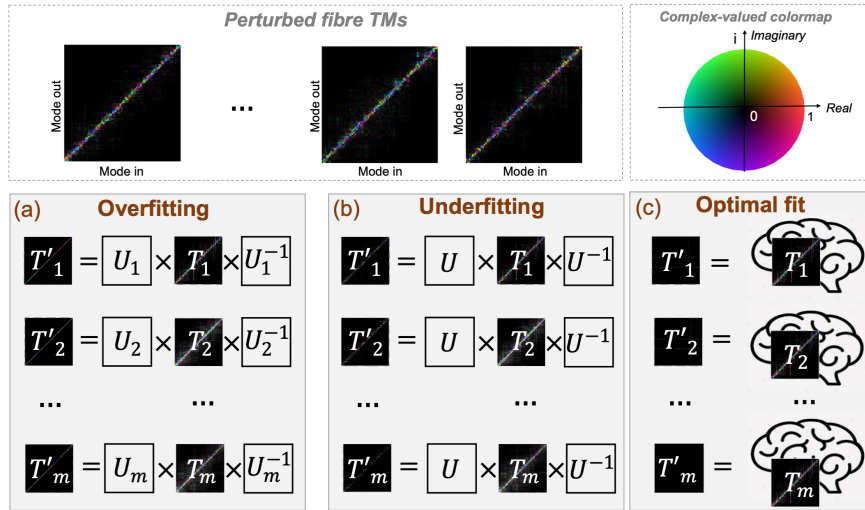 Perturbed fibre TMs
Mode out
Mode in
...
Mode out
Mode out
Mode in
Complex-valued colormap
i
Imaginary
Real
0
1
(a) Overfitting
T'₁ = U₁ × T₁ × U₁⁻¹
T'₂ = U₂ × T₂ × U₂⁻¹
... ...
T'ₘ = Uₘ × Tₘ × Uₘ⁻¹
(b) Underfitting
T'₁ = U × T₁ × U⁻¹
T'₂ = U × T₂ × U⁻¹
... ...
T'ₘ = U × Tₘ × U⁻¹
(c) Optimal fit
T'₁ = T₁
T'₂ = T₂
... ...
T'ₘ = Tₘ